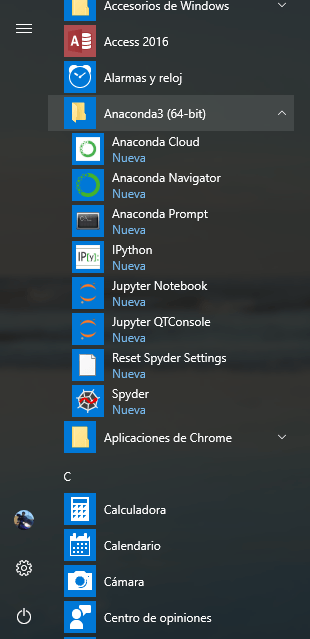 Accesorios de Windows
Access 2016
Alarmas y reloj
Anaconda3 (64-bit)
Anaconda Cloud
Nueva
Anaconda Navigator
Nueva
Anaconda Prompt
Nueva
IP[y]:
IPython
Nueva
Jupyter Notebook
Nueva
Jupyter QTConsole
Nueva
Reset Spyder Settings
Nueva
Spyder
Nueva
Aplicaciones de Chrome
C
Calculadora
Calendario
Cámara
Centro de opiniones